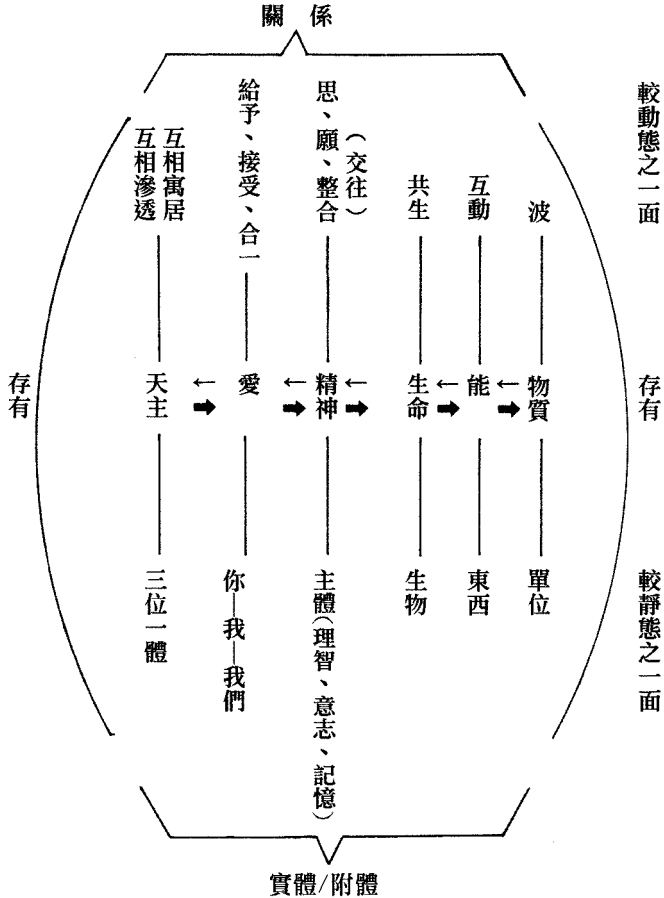 關係
較動態之一面
存有
較靜態之一面
波
物質
單位
互動
能
東西
共生
生命
生物
(交往)
思、願、整合
精神
主體(理智、意志、記憶)
給予、接受、合一
愛
你—我—我們
互相寓居
互相滲透
天主
三位一體
存有
實體/附體